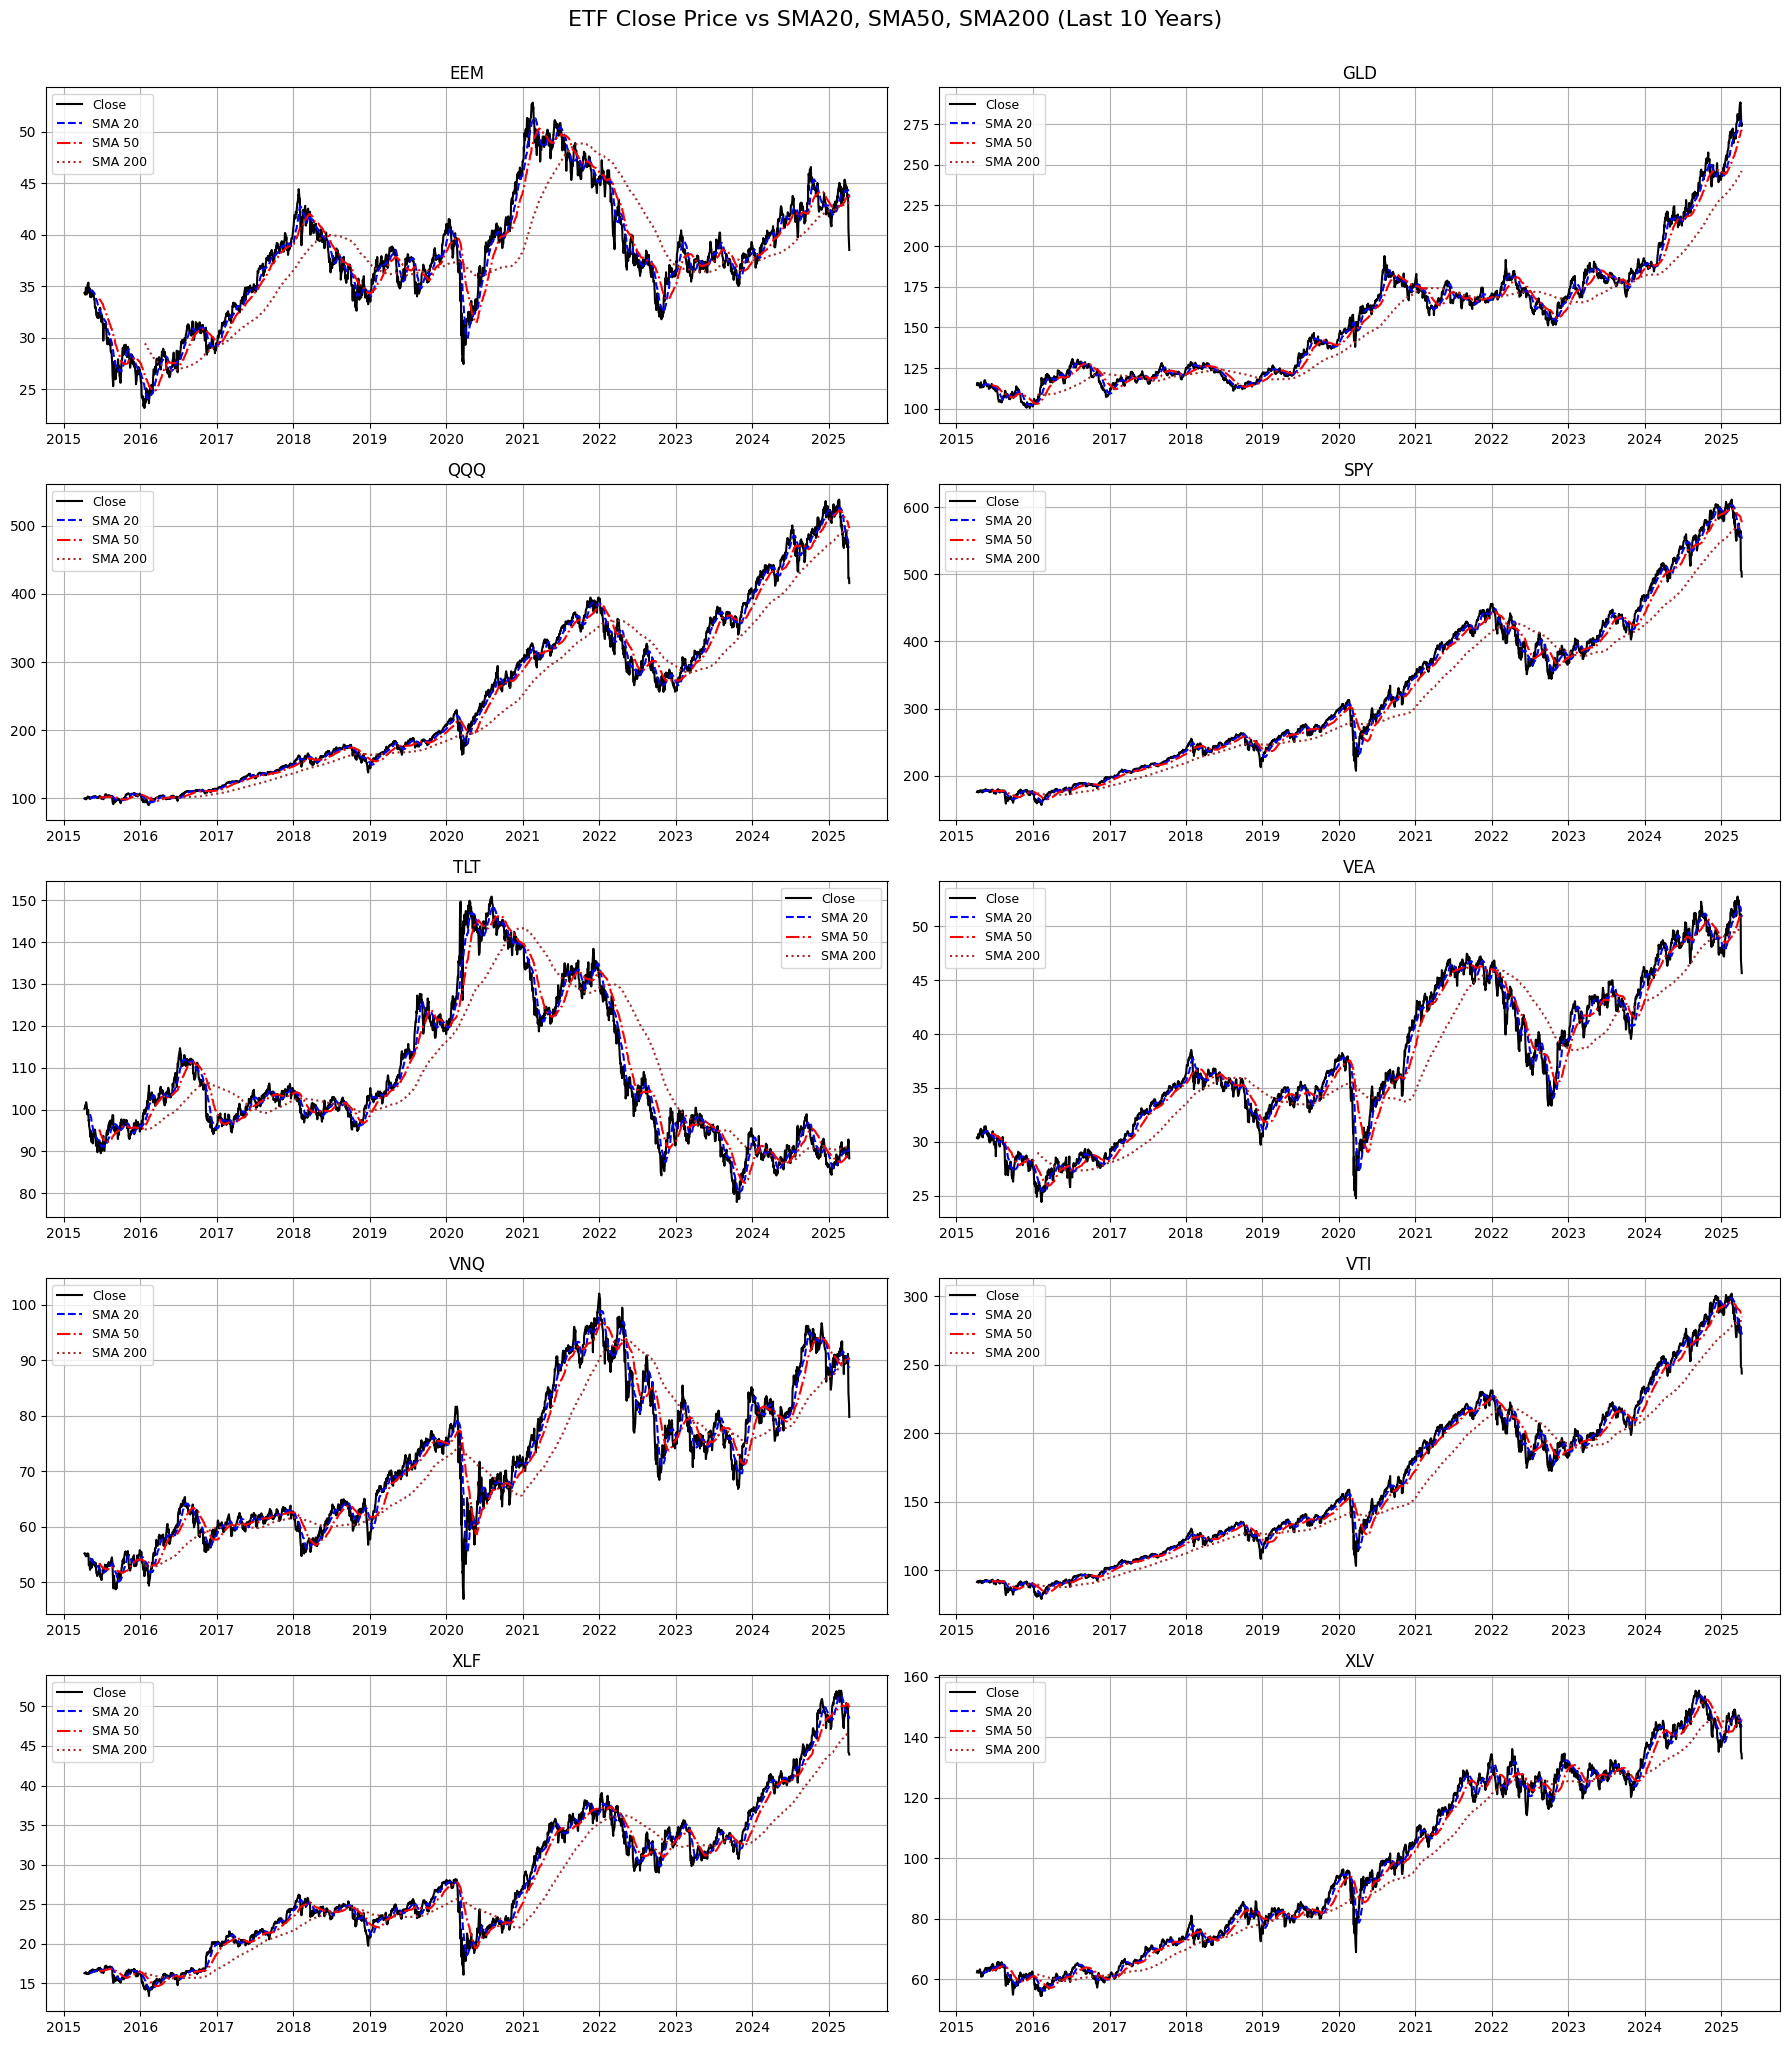 ETF Close Price vs SMA20, SMA50, SMA200 (Last 10 Years)
EEM
Close
SMA 20
SMA 50
SMA 200
50
45
40
35
30
25
2015 2016 2017 2018 2019 2020 2021 2022 2023 2024 2025
GLD
Close
SMA 20
SMA 50
SMA 200
275
250
225
200
175
150
125
100
2015 2016 2017 2018 2019 2020 2021 2022 2023 2024 2025
QQQ
Close
SMA 20
SMA 50
SMA 200
500
400
300
200
100
2015 2016 2017 2018 2019 2020 2021 2022 2023 2024 2025
SPY
Close
SMA 20
SMA 50
SMA 200
600
500
400
300
200
2015 2016 2017 2018 2019 2020 2021 2022 2023 2024 2025
TLT
Close
SMA 20
SMA 50
SMA 200
150
140
130
120
110
100
90
80
2015 2016 2017 2018 2019 2020 2021 2022 2023 2024 2025
VEA
Close
SMA 20
SMA 50
SMA 200
50
45
40
35
30
25
2015 2016 2017 2018 2019 2020 2021 2022 2023 2024 2025
VNQ
Close
SMA 20
SMA 50
SMA 200
100
90
80
70
60
50
2015 2016 2017 2018 2019 2020 2021 2022 2023 2024 2025
VTI
Close
SMA 20
SMA 50
SMA 200
300
250
200
150
100
2015 2016 2017 2018 2019 2020 2021 2022 2023 2024 2025
XLF
Close
SMA 20
SMA 50
SMA 200
50
45
40
35
30
25
20
15
2015 2016 2017 2018 2019 2020 2021 2022 2023 2024 2025
XLV
Close
SMA 20
SMA 50
SMA 200
160
140
120
100
80
60
2015 2016 2017 2018 2019 2020 2021 2022 2023 2024 2025